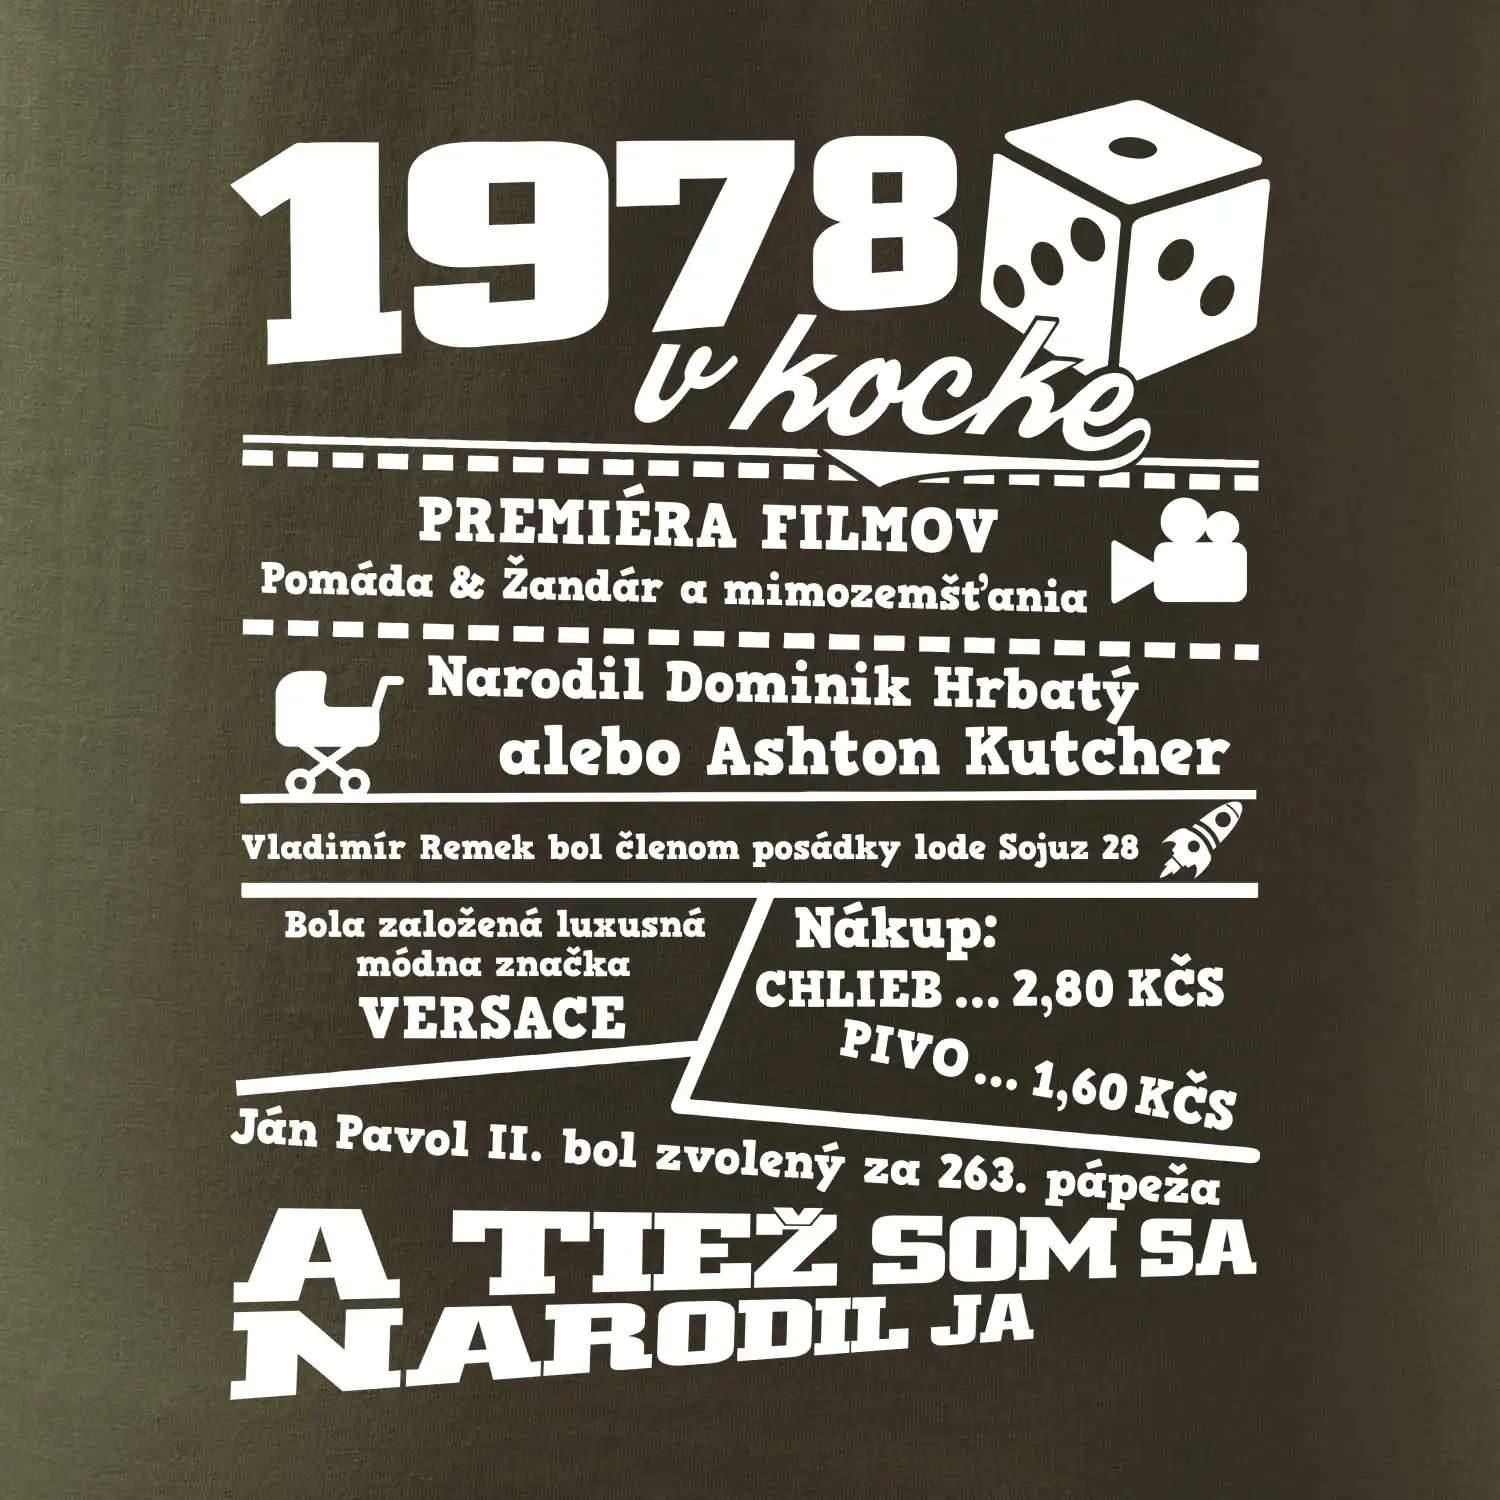 1978
v kocke
PREMIÉRA FILMOV
Pomáda & Žandár a mimozemšťania
Narodil Dominik Hrbatý
alebo Ashton Kutcher
Vladimír Remek bol členom posádky lode Sojuz 28
Bola založená luxusná
módna značka
VERSACE
Nákup:
CHLIEB ... 2,80 KČS
PIVO ... 1,60 KČS
Ján Pavol II. bol zvolený za 263. pápeža
A TIEŽ SOM SA
NARODIL JA